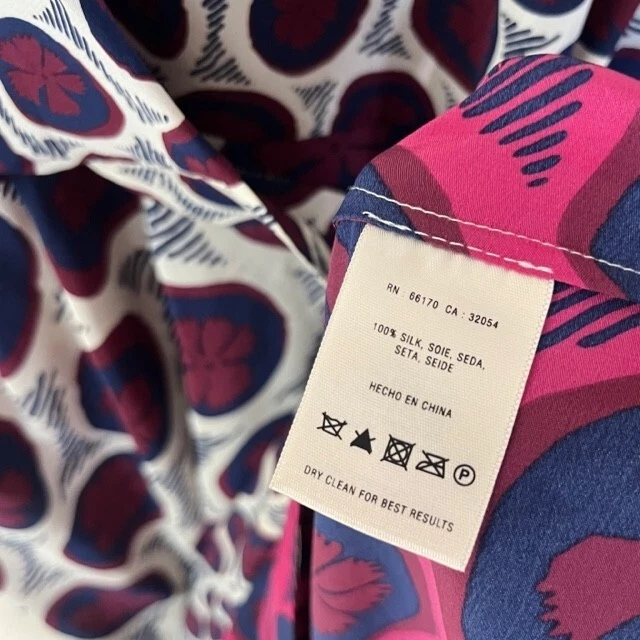 RN 66170 CA : 32054
100% SILK, SOIE, SEDA,
SETA, SEIDE
HECHO EN CHINA
P
DRY CLEAN FOR BEST RESULTS